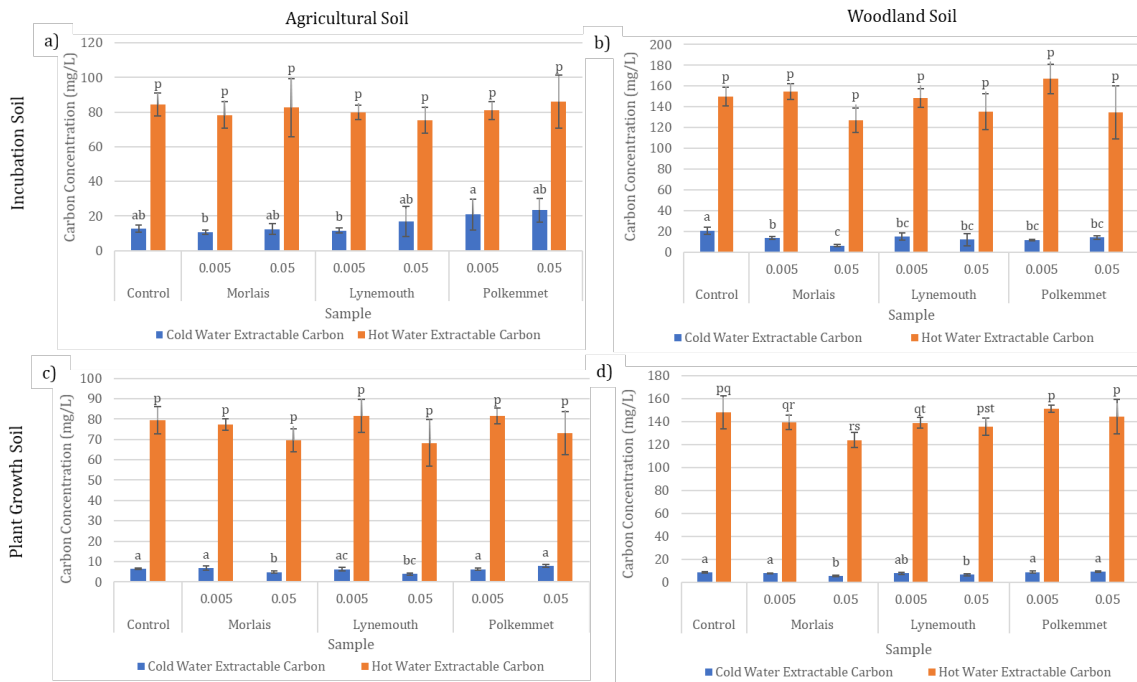 Agricultural Soil
Woodland Soil
Incubation Soil
Plant Growth Soil
a)
Carbon Concentration (mg/L)
120
100
80
60
40
20
0
p p p p p p p
ab b ab b ab a ab
0.005 0.05 0.005 0.05 0.005 0.05
Control Morlais Lynemouth Polkemmet
Sample
Cold Water Extractable Carbon Hot Water Extractable Carbon
b)
Carbon Concentration (mg/L)
200
180
160
140
120
100
80
60
40
20
0
p p p p p p p
a b c bc bc bc bc
0.005 0.05 0.005 0.05 0.005 0.05
Control Morlais Lynemouth Polkemmet
Sample
Cold Water Extractable Carbon Hot Water Extractable Carbon
c)
Carbon Concentration (mg/L)
100
90
80
70
60
50
40
30
20
10
0
p p p p p p p
a a b ac bc a a
0.005 0.05 0.005 0.05 0.005 0.05
Control Morlais Lynemouth Polkemmet
Sample
Cold Water Extractable Carbon Hot Water Extractable Carbon
d)
Carbon Concentration (mg/L)
180
160
140
120
100
80
60
40
20
0
pq qr rs qt pst p p
a a b ab b a a
0.005 0.05 0.005 0.05 0.005 0.05
Control Morlais Lynemouth Polkemmet
Sample
Cold Water Extractable Carbon Hot Water Extractable Carbon